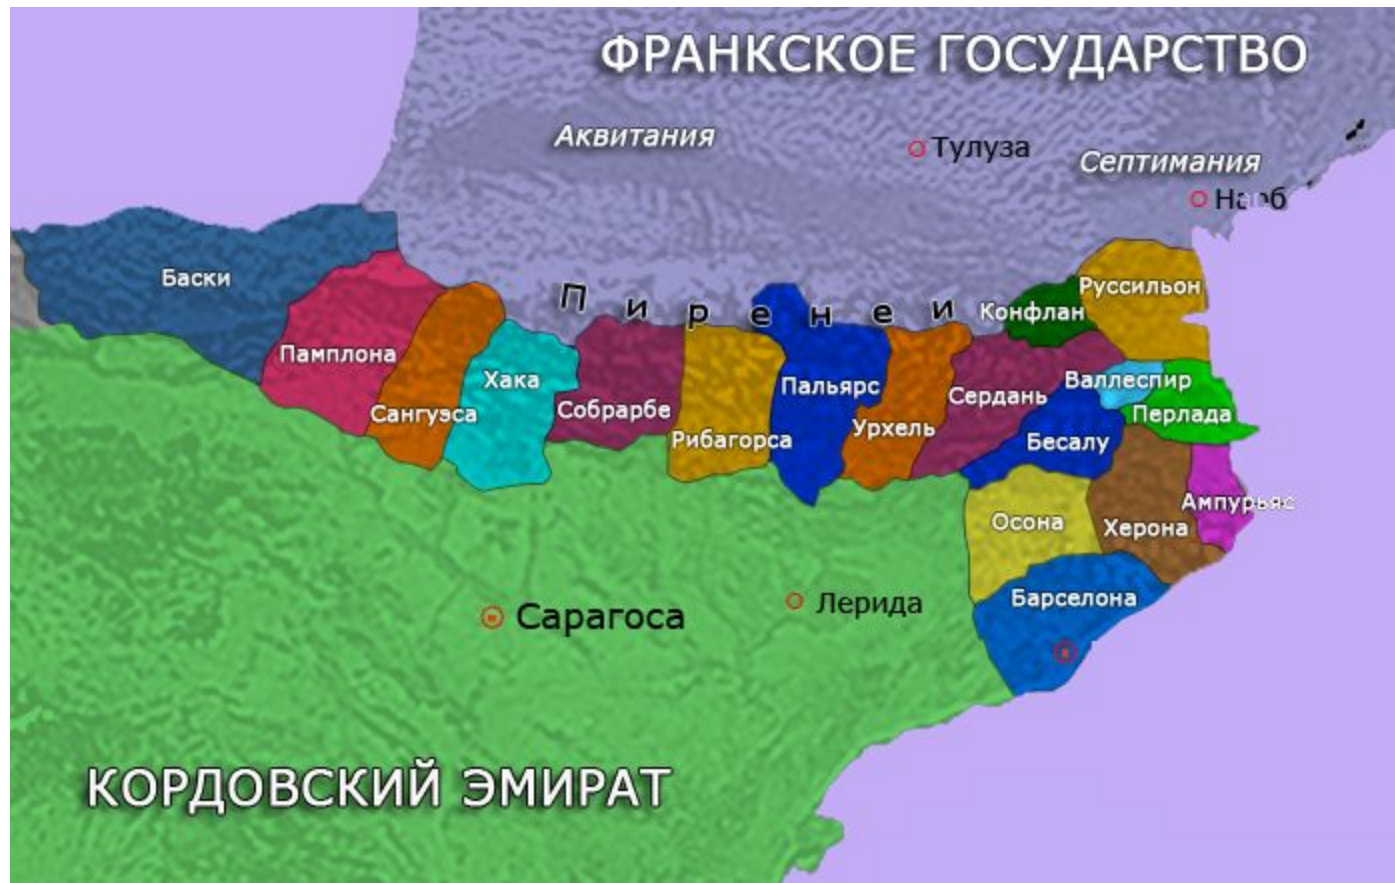 ФРАНКСКОЕ ГОСУДАРСТВО
Аквитания
Тулуза
Септимания
Баски
Пиренеи
Руссильон
Конфлан
Памплона
Хака
Пальярс
Сердань
Валлеспир
Сангуэса
Собрарбе
Рибагорса
Урхель
Перлада
Бесалу
Ампурьяс
Осона
Херона
Барселона
Сарагоса
Лерида
КОРДОВСКИЙ ЭМИРАТ